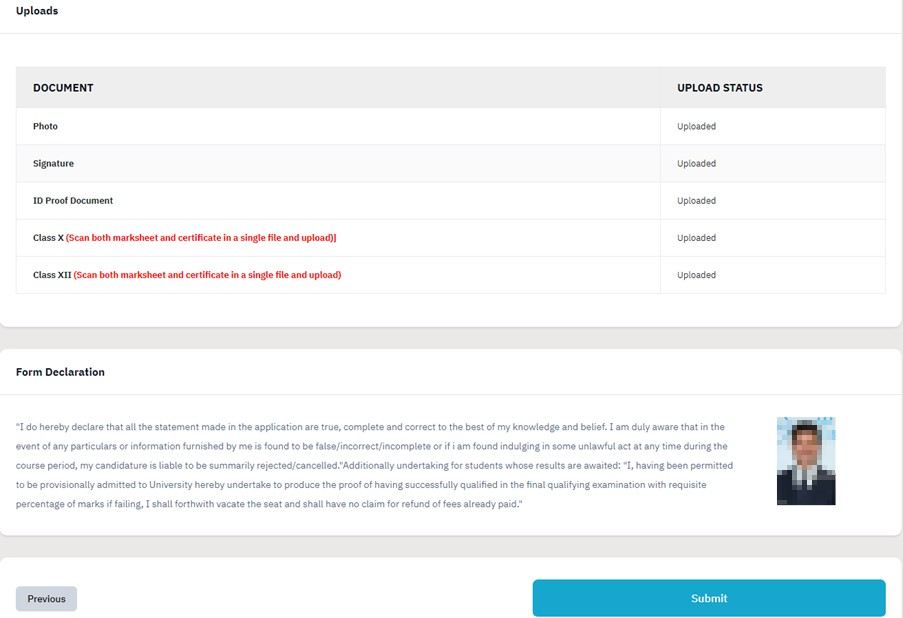 Uploads
DOCUMENT UPLOAD STATUS
Photo Uploaded
Signature Uploaded
ID Proof Document Uploaded
Class X (Scan both marksheet and certificate in a single file and upload)] Uploaded
Class XII (Scan both marksheet and certificate in a single file and upload) Uploaded
Form Declaration
"I do hereby declare that all the statement made in the application are true, complete and correct to the best of my knowledge and belief. I am duly aware that in the
event of any particulars or information furnished by me is found to be false/incorrect/incomplete or if i am found indulging in some unlawful act at any time during the
course period, my candidature is liable to be summarily rejected/cancelled."Additionally undertaking for students whose results are awaited: "I, having been permitted
to be provisionally admitted to University hereby undertake to produce the proof of having successfully qualified in the final qualifying examination with requisite
percentage of marks if failing, I shall forthwith vacate the seat and shall have no claim for refund of fees already paid."
Previous Submit